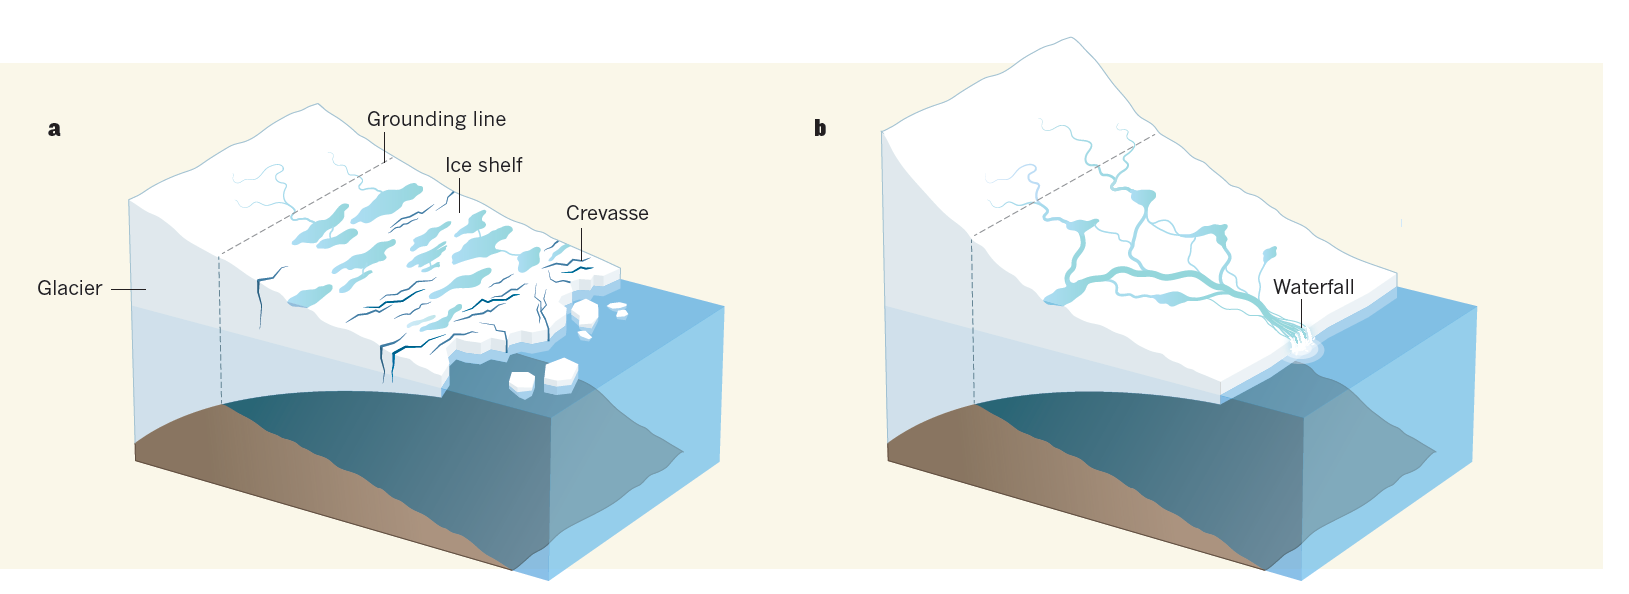 a
Grounding line
Ice shelf
Crevasse
Glacier
b
Waterfall